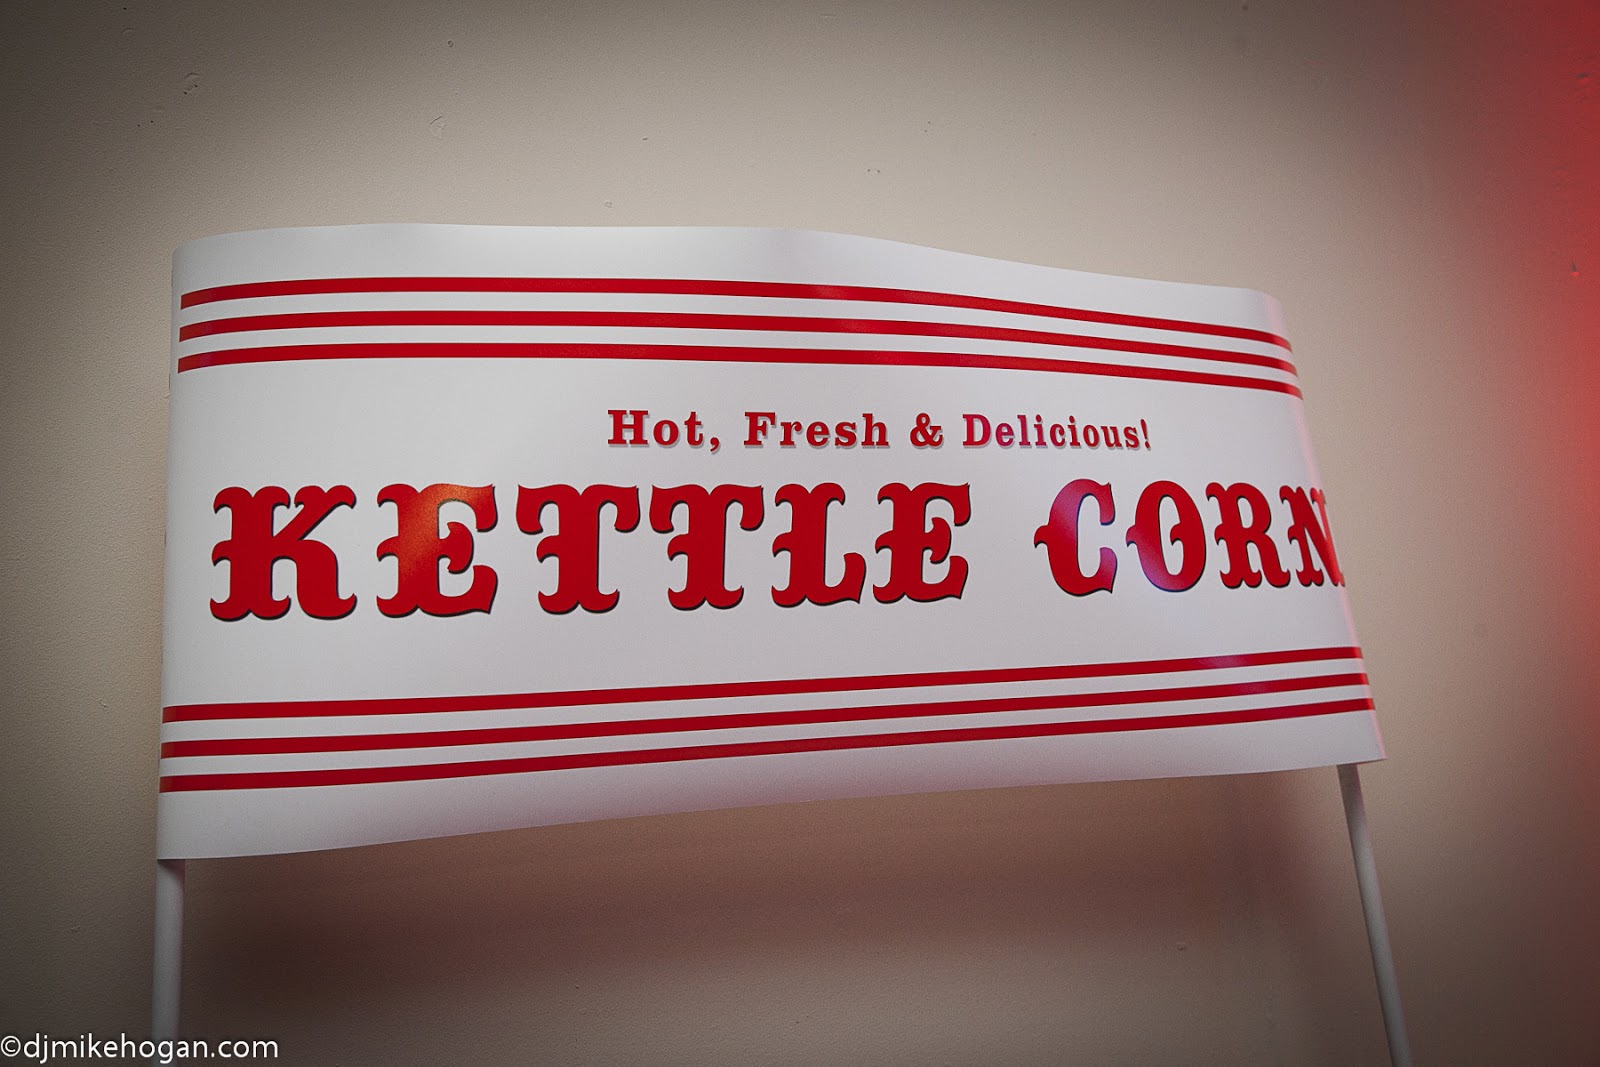 Hot, Fresh & Delicious!
KETTLE CORN
©djmikehogan.com